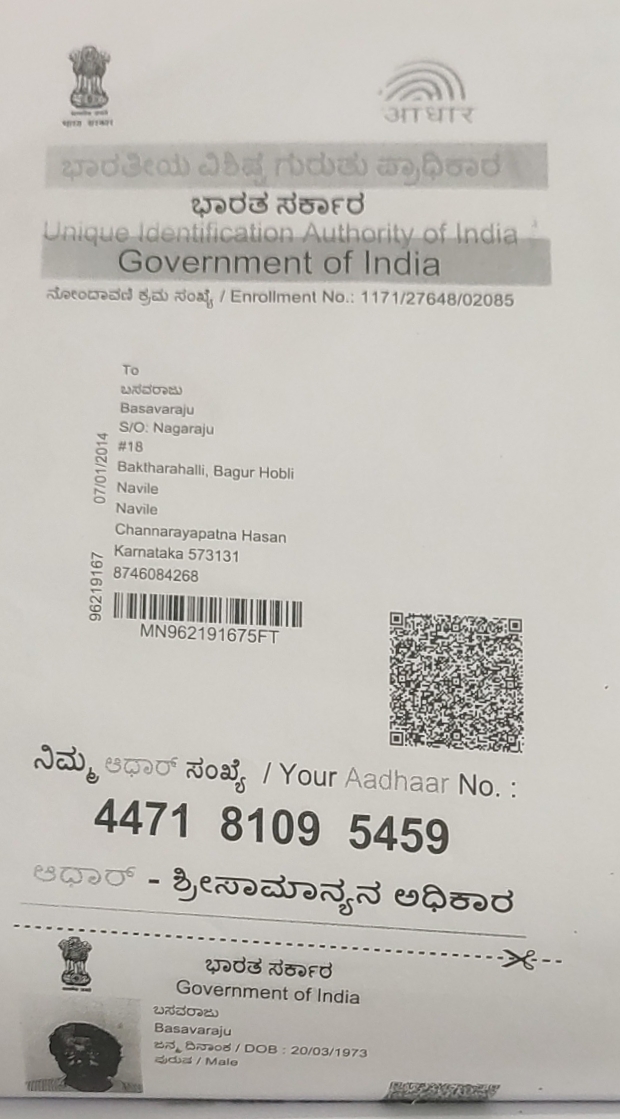 भारत सरकार
आधार
ಭಾರತೀಯ ವಿಶಿಷ್ಟ ಗುರುತು ಪ್ರಾಧಿಕಾರ
ಭಾರತ ಸರ್ಕಾರ
Unique Identification Authority of India
Government of India
ನೋಂದಾವಣೆ ಕ್ರಮ ಸಂಖ್ಯೆ / Enrollment No.: 1171/27648/02085
To
ಬಸವರಾಜು
Basavaraju
S/O: Nagaraju
#18
Baktharahalli, Bagur Hobli
Navile
Navile
Channarayapatna Hasan
Karnataka 573131
8746084268
07/01/2014
96219167
MN962191675FT
ನಿಮ್ಮ ಆಧಾರ್ ಸಂಖ್ಯೆ / Your Aadhaar No. :
4471 8109 5459
ಆಧಾರ್ - ಶ್ರೀಸಾಮಾನ್ಯನ ಅಧಿಕಾರ
ಭಾರತ ಸರ್ಕಾರ
Government of India
ಬಸವರಾಜು
Basavaraju
ಜನ್ಮ ದಿನಾಂಕ / DOB : 20/03/1973
ಪುರುಷ / Male